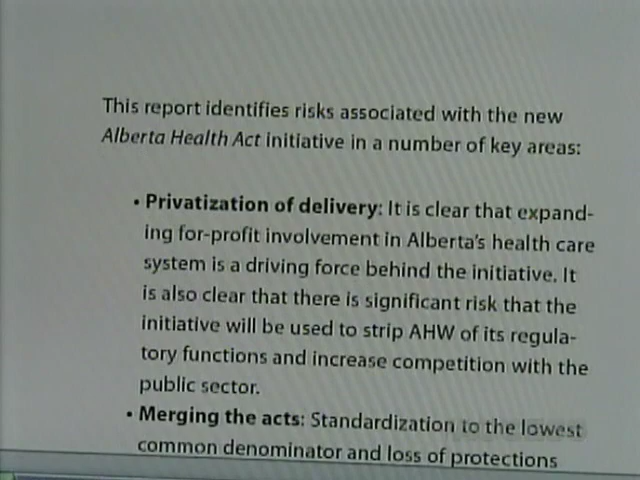 This report identifies risks associated with the new
Alberta Health Act initiative in a number of key areas:
• Privatization of delivery: It is clear that expand-
ing for-profit involvement in Alberta's health care
system is a driving force behind the initiative. It
is also clear that there is significant risk that the
initiative will be used to strip AHW of its regula-
tory functions and increase competition with the
public sector.
• Merging the acts: Standardization to the lowest
common denominator and loss of protections